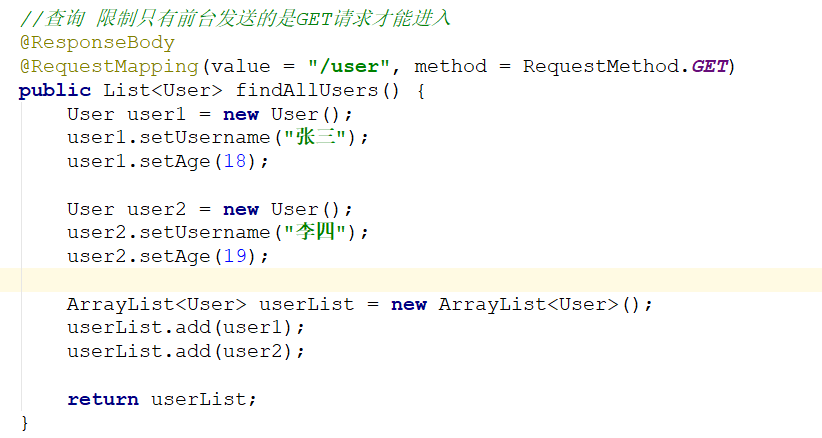 //查询 限制只有前台发送的是GET请求才能进入
@ResponseBody
@RequestMapping(value = "/user", method = RequestMethod.GET)
public List<User> findAllUsers() {
    User user1 = new User();
    user1.setUsername("张三");
    user1.setAge(18);

    User user2 = new User();
    user2.setUsername("李四");
    user2.setAge(19);

    ArrayList<User> userList = new ArrayList<User>();
    userList.add(user1);
    userList.add(user2);

    return userList;
}